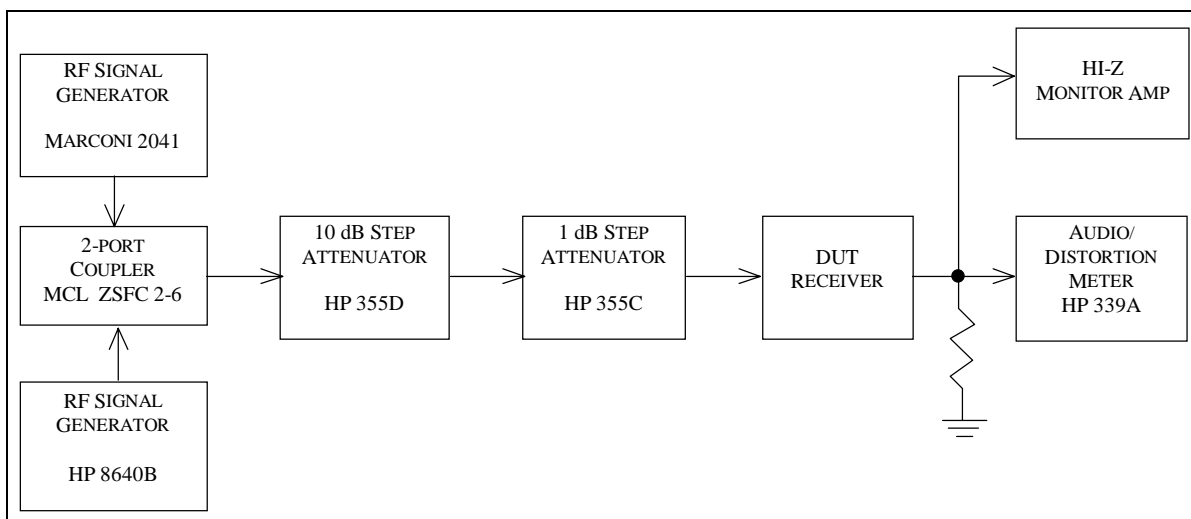 RF SIGNAL
GENERATOR
MARCONI 2041
2-PORT
COUPLER
MCL ZSFC 2-6
RF SIGNAL
GENERATOR
HP 8640B
10 dB STEP
ATTENUATOR
HP 355D
1 dB STEP
ATTENUATOR
HP 355C
DUT
RECEIVER
HI-Z
MONITOR AMP
AUDIO/
DISTORTION
METER
HP 339A